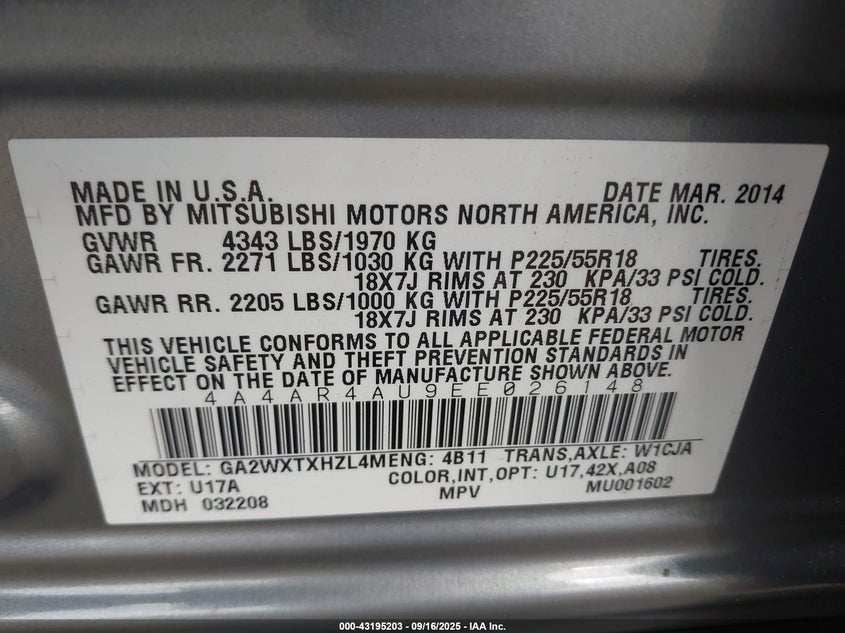 MADE IN U.S.A. DATE MAR. 2014
MFD BY MITSUBISHI MOTORS NORTH AMERICA, INC.
GVWR 4343 LBS/1970 KG
GAWR FR. 2271 LBS/1030 KG WITH P225/55R18 TIRES.
18X7J RIMS AT 230 KPA/33 PSI COLD.
GAWR RR. 2205 LBS/1000 KG WITH P225/55R18 TIRES.
18X7J RIMS AT 230 KPA/33 PSI COLD.
THIS VEHICLE CONFORMS TO ALL APPLICABLE FEDERAL MOTOR
VEHICLE SAFETY AND THEFT PREVENTION STANDARDS IN
EFFECT ON THE DATE OF MANUFACTURE SHOWN ABOVE.
4A4AR4AU9EE026148
MODEL: GA2WXTXHZL4MENG: 4B11 TRANS,AXLE: W1CJA
EXT: U17A COLOR,INT,OPT: U17,42X,A08
MDH 032208 MPV MU001602
000-43195203 - 09/16/2025 - IAA Inc.